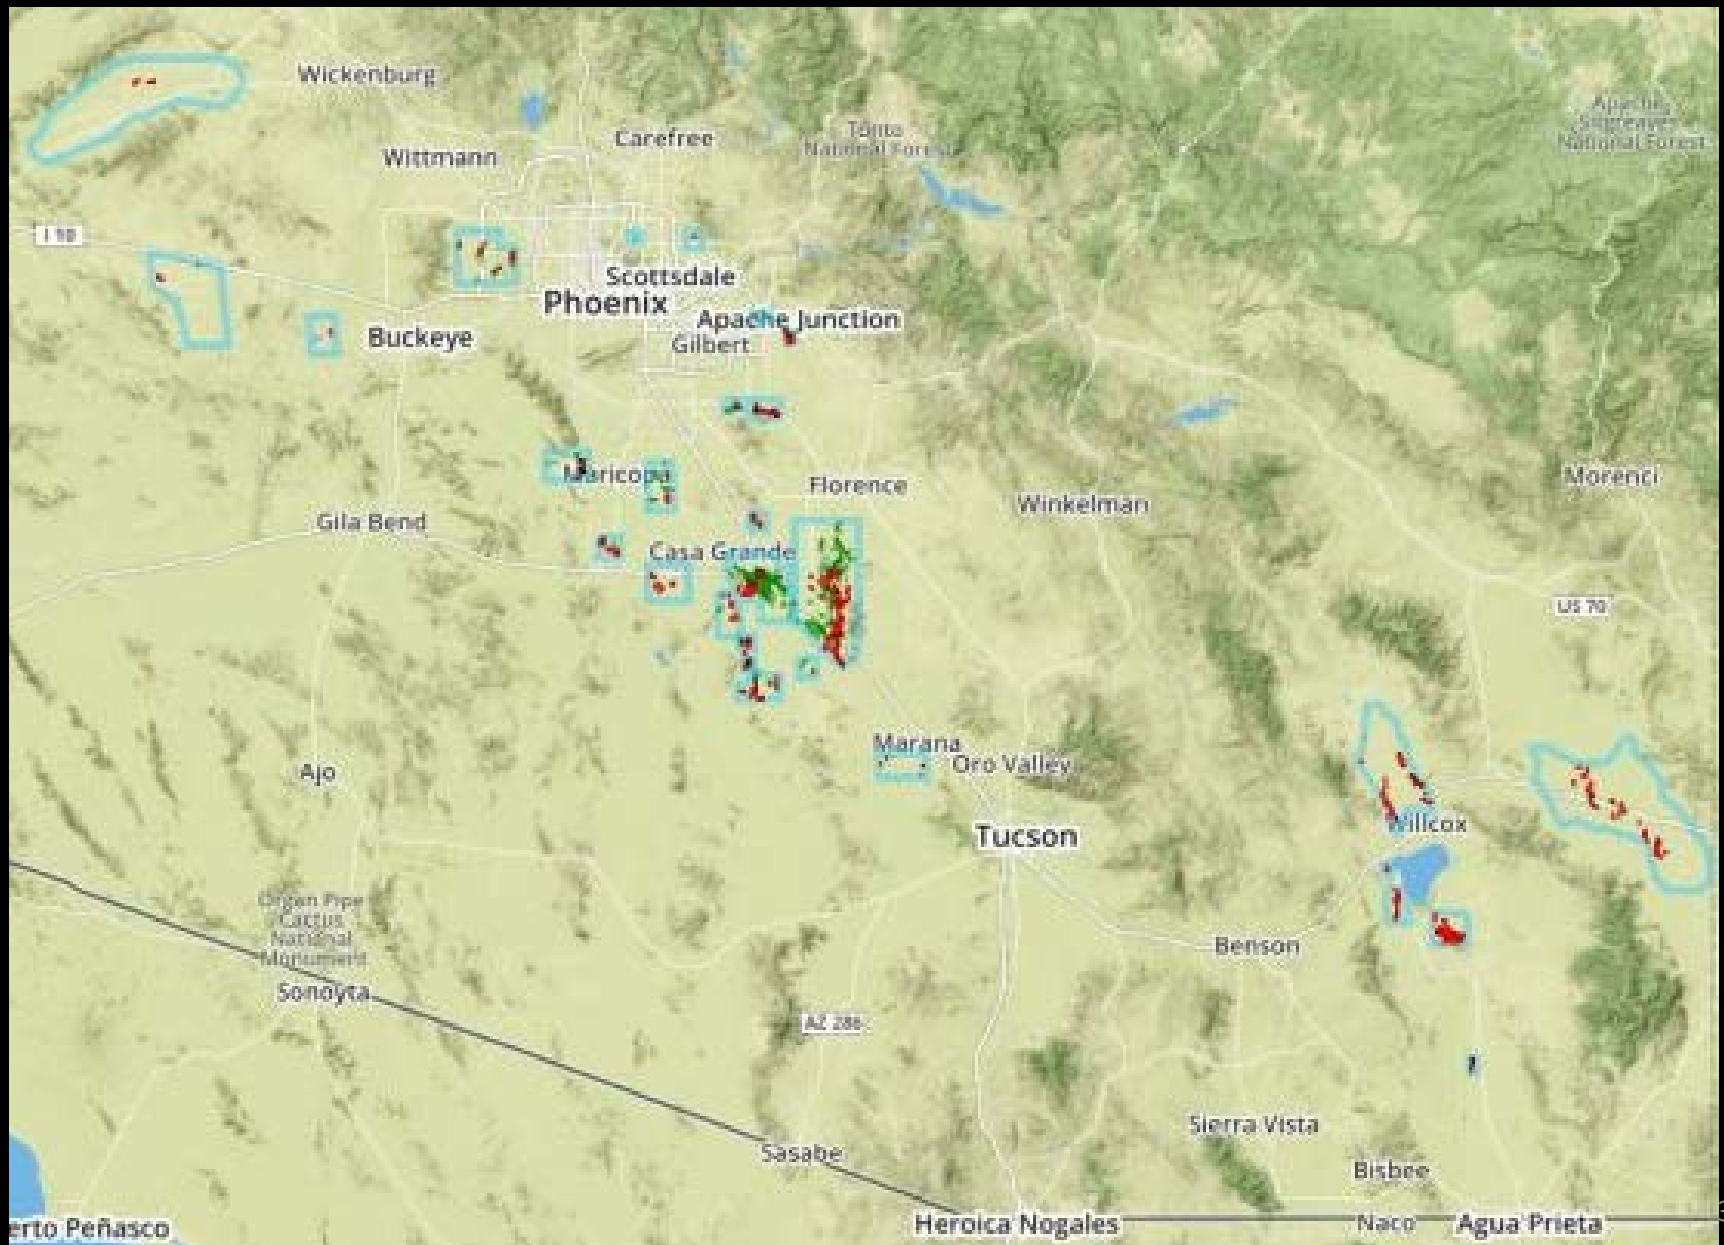 Wickenburg
Carefree
Tonto
National Forest
Apache
Sitgreaves
National Forest
Wittmann
I 10
Scottsdale
Phoenix
Apache Junction
Buckeye
Gilbert
Maricopa
Florence
Morenci
Winkelman
Gila Bend
Casa Grande
US 70
Marana
Oro Valley
Ajo
Willcox
Tucson
Organ Pipe
Cactus
National
Monument
Benson
Sonoyta
AZ 286
Sierra Vista
Sasabe
Bisbee
erto Peñasco
Heroica Nogales
Naco
Agua Prieta